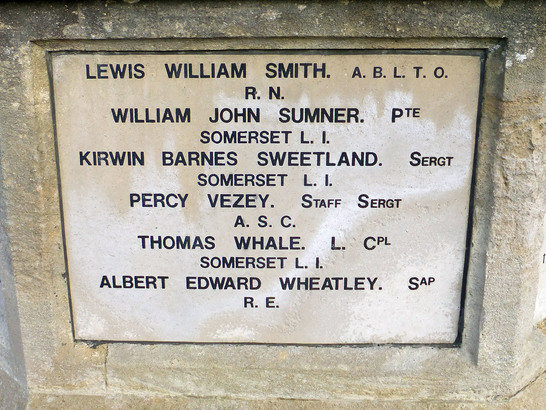 LEWIS WILLIAM SMITH. A. B. L. T. O.
R. N.
WILLIAM JOHN SUMNER. PTE
SOMERSET L. I.
KIRWIN BARNES SWEETLAND. SERGT
SOMERSET L. I.
PERCY VEZEY. STAFF SERGT
A. S. C.
THOMAS WHALE. L. CPL
SOMERSET L. I.
ALBERT EDWARD WHEATLEY. SAP
R. E.